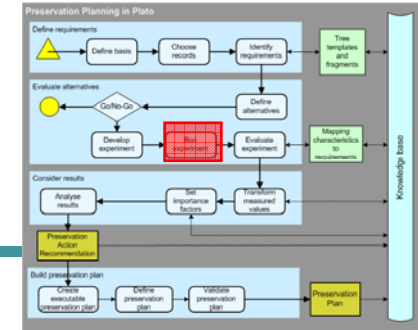 Preservation Planning in Plato
Define requirements
Define basis
Choose
records
Identify
requirements
Tree
templates
and
fragments
Evaluate alternatives
Go/No-Go
Define
alternatives
Develop
experiment
Run
experiment
Evaluate
experiment
Mapping
characteristics
to
requirements
Knowledge base
Consider results
Analyse
results
Set
importance
factors
Transform
measured
values
Preservation
Action
Recommendation
Build preservation plan
Create
executable
preservation plan
Define
preservation
plan
Validate
preservation
plan
Preservation
Plan